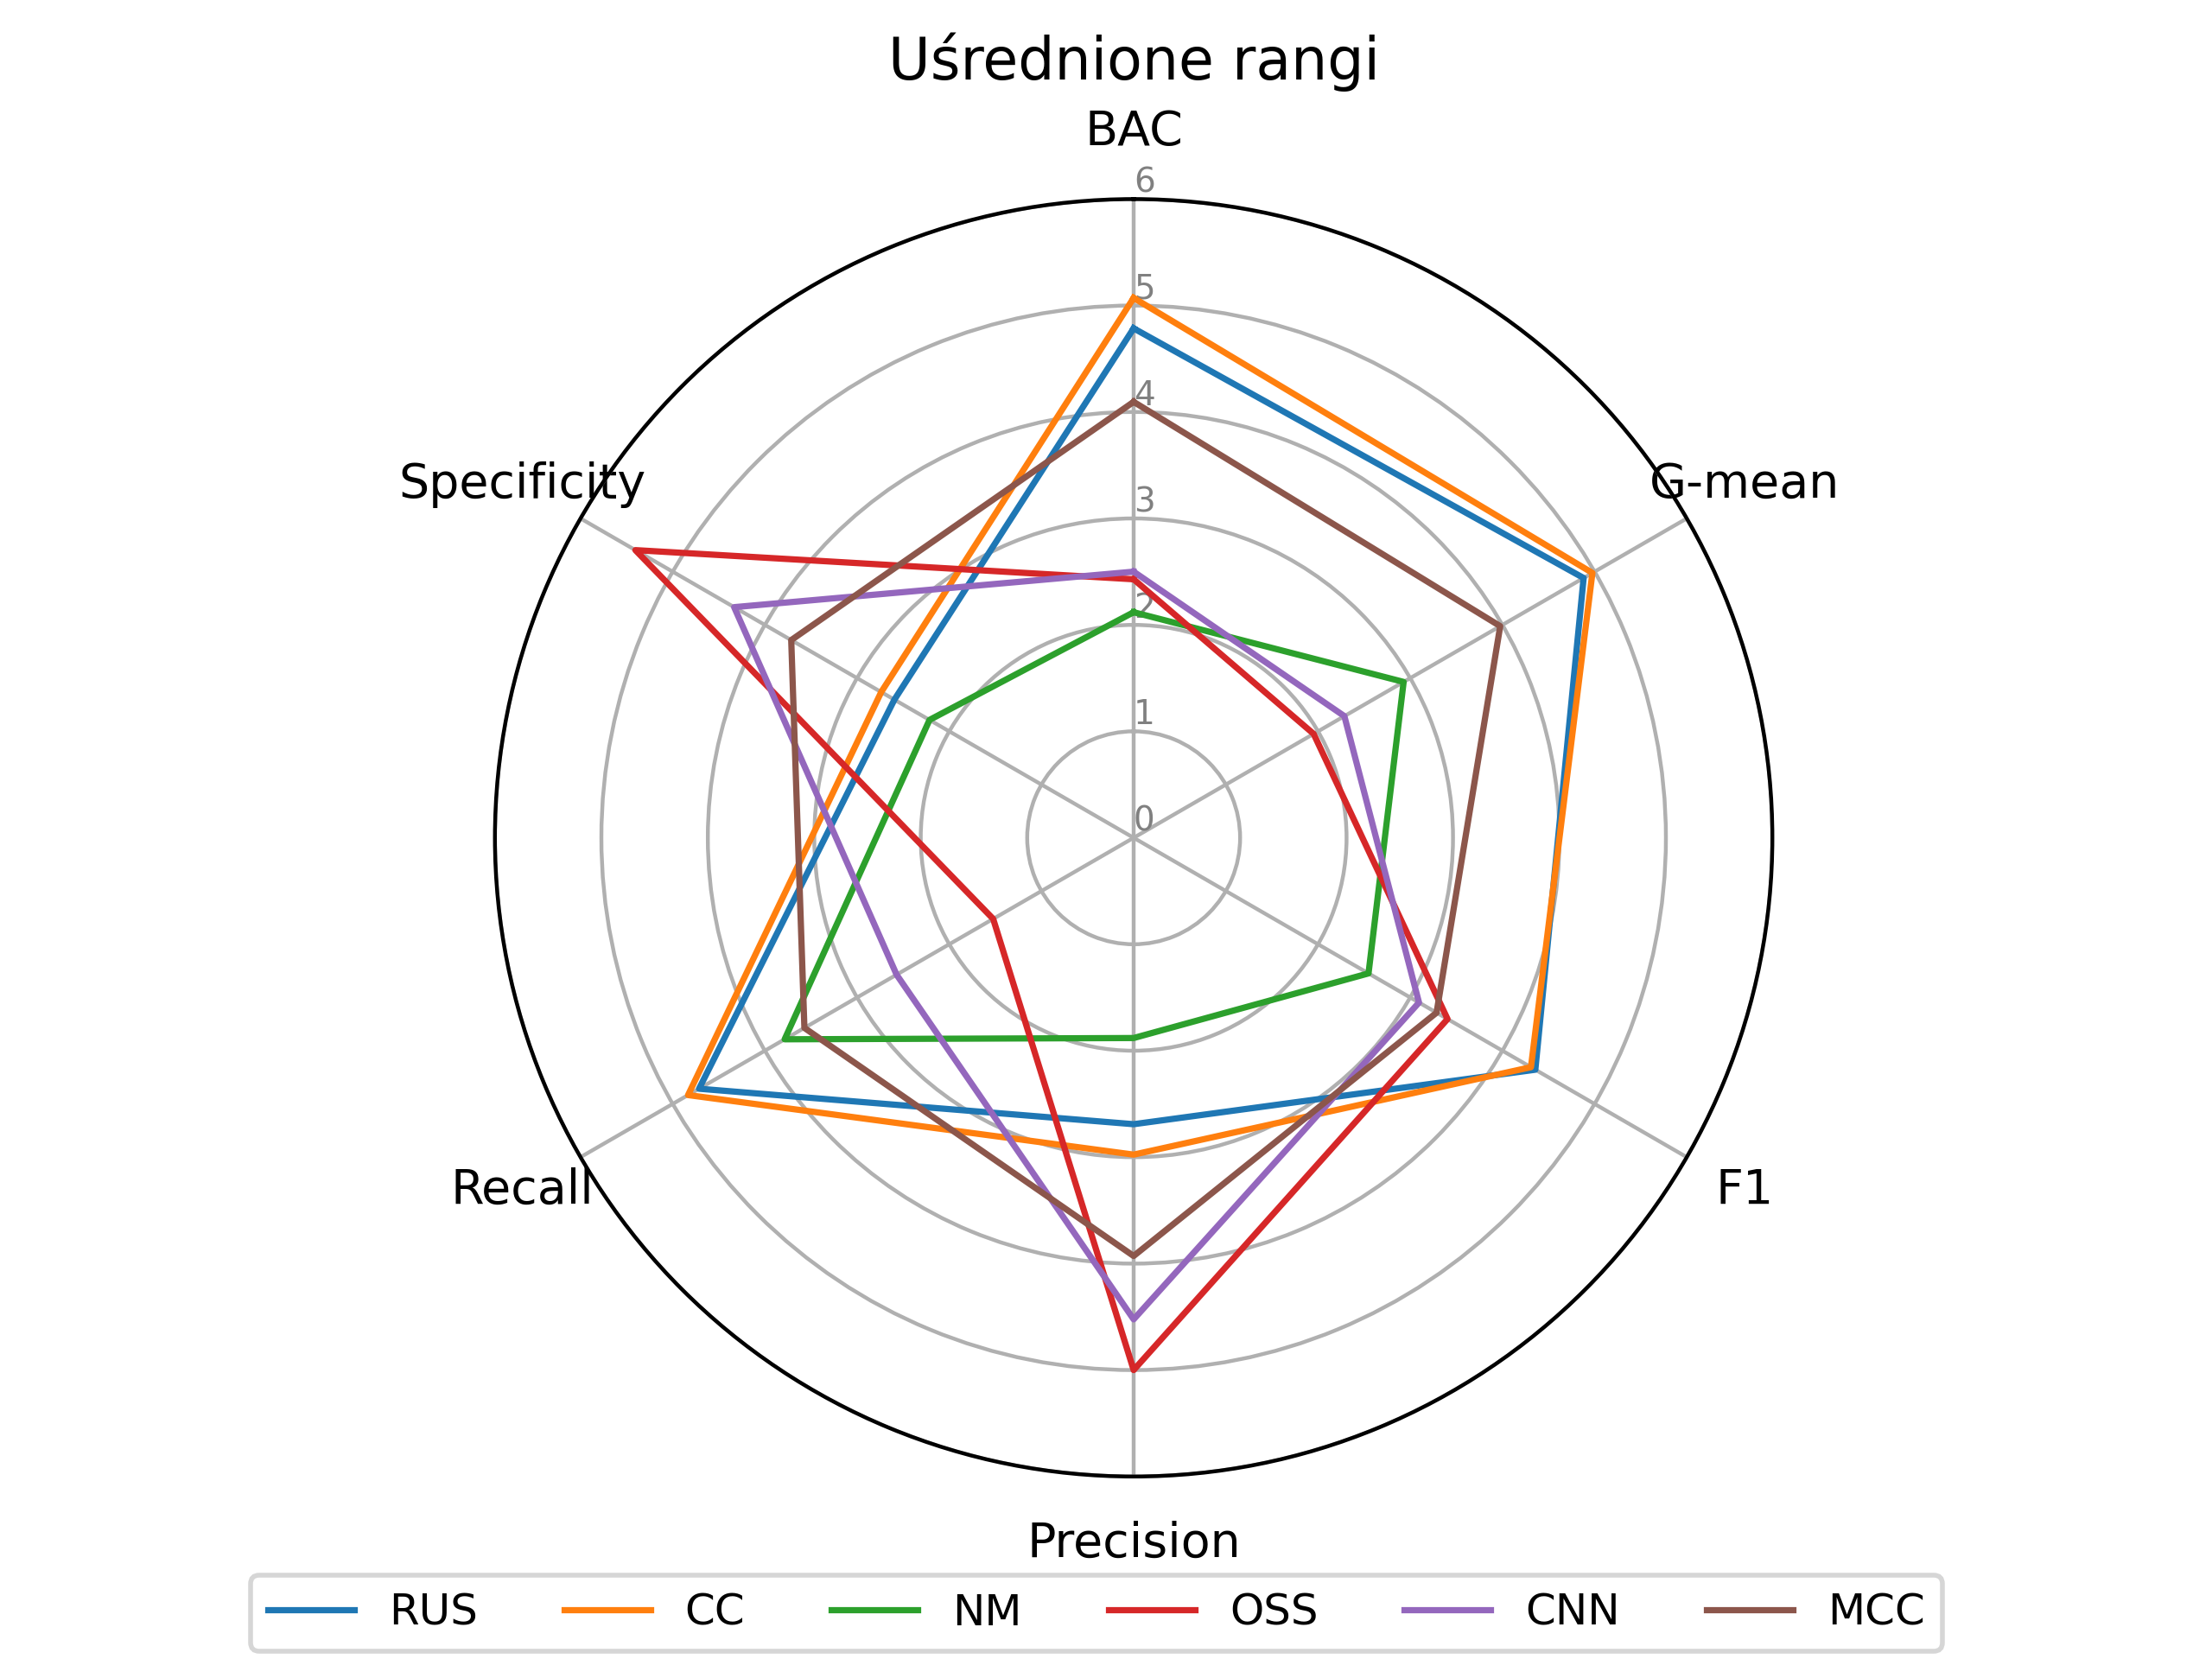 Uśrednione rangi
BAC
6
5
4
3
2
1
0
Specificity
G-mean
Recall
F1
Precision
RUS CC NM OSS CNN MCC